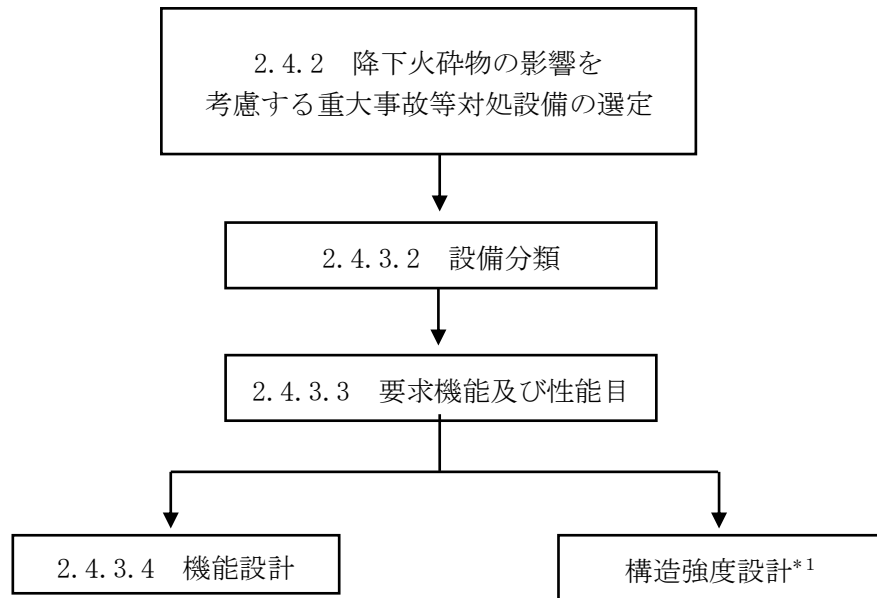 2.4.2　降下火砕物の影響を
考慮する重大事故等対処設備の選定
2.4.3.2　設備分類
2.4.3.3　要求機能及び性能目
2.4.3.4　機能設計
構造強度設計*1